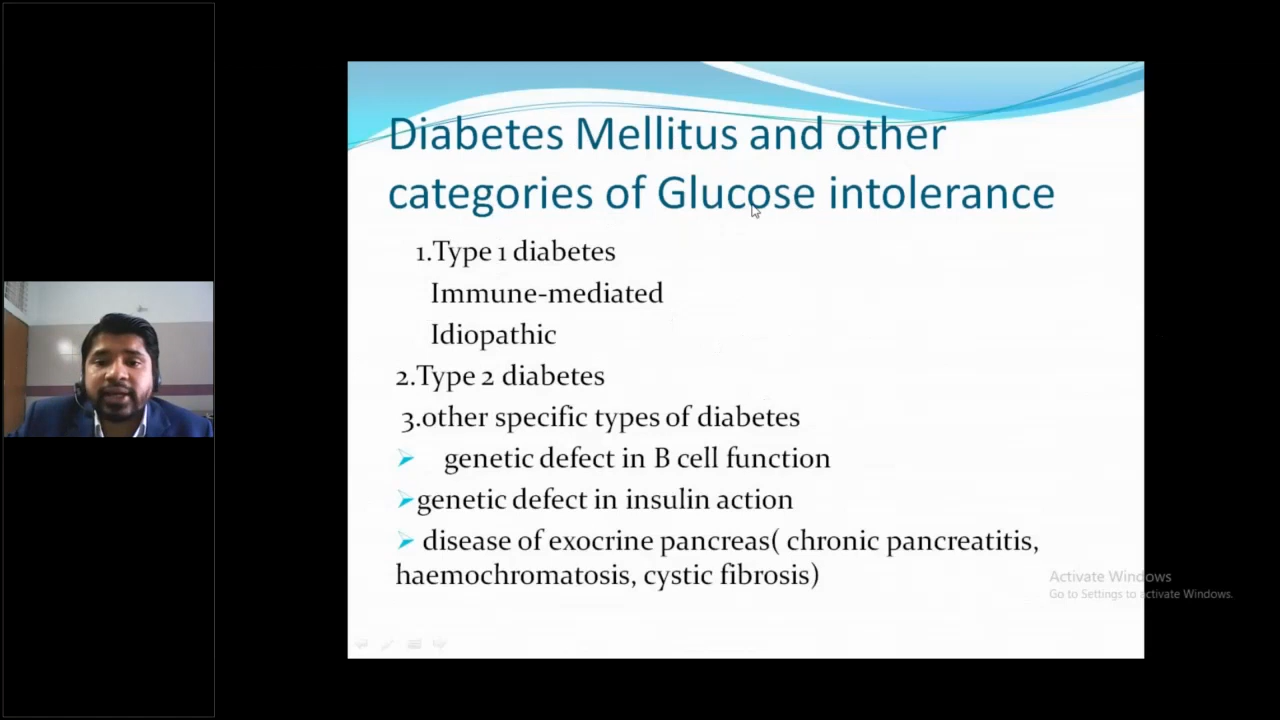 Diabetes Mellitus and other
categories of Glucose intolerance
1.Type 1 diabetes
Immune-mediated
Idiopathic
2.Type 2 diabetes
3.other specific types of diabetes
genetic defect in B cell function
genetic defect in insulin action
disease of exocrine pancreas( chronic pancreatitis,
haemochromatosis, cystic fibrosis)
Activate Windows
Go to Settings to activate Windows.